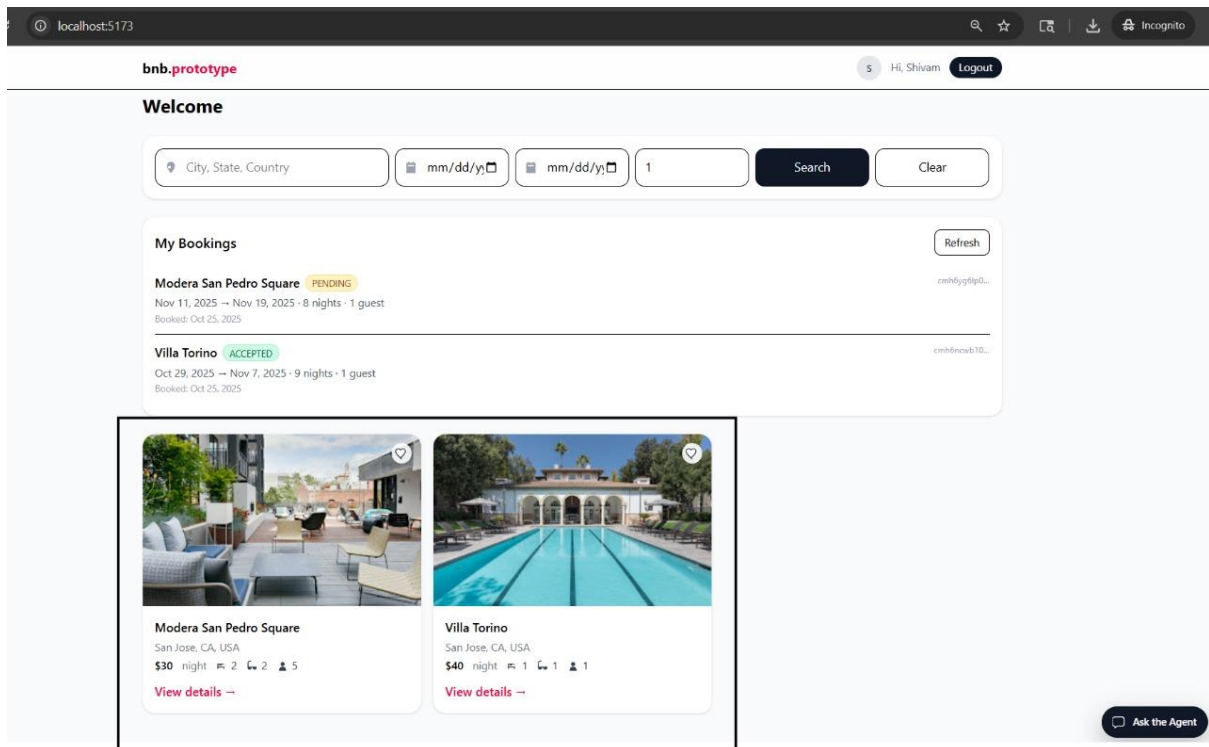 localhost:5173
Incognito
bnb.prototype
S Hi, Shivam Logout
Welcome
City, State, Country mm/dd/y mm/dd/y 1 Search Clear
My Bookings Refresh
Modera San Pedro Square PENDING
Nov 11, 2025 → Nov 19, 2025 · 8 nights · 1 guest
Booked: Oct 25, 2025
Villa Torino ACCEPTED
Oct 29, 2025 → Nov 7, 2025 · 9 nights · 1 guest
Booked: Oct 25, 2025
Modera San Pedro Square
San Jose, CA, USA
$30 night 2 2 5
View details →
Villa Torino
San Jose, CA, USA
$40 night 1 1 1
View details →
Ask the Agent